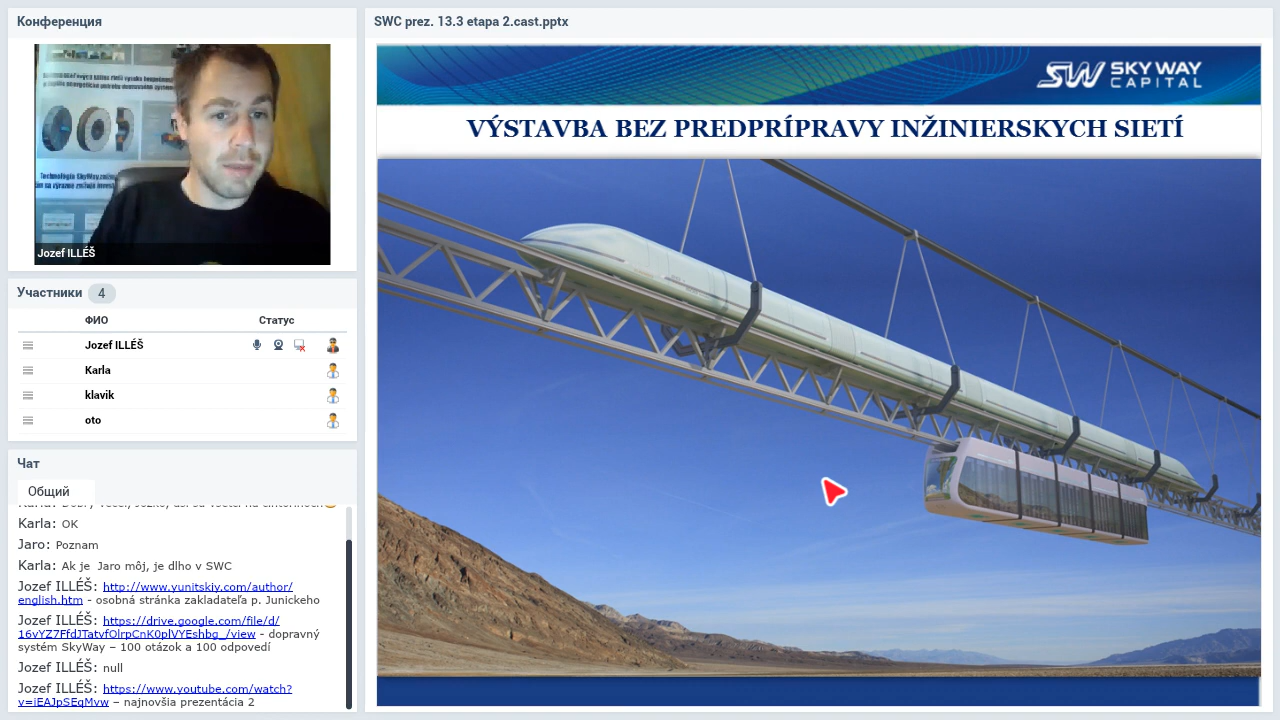 Конференция
Jozef ILLÉŠ
Участники 4
ФИО Статус
Jozef ILLÉŠ
Karla
klavik
oto
Чат
Общий
Karla: OK
Jaro: Poznam
Karla: Ak je Jaro môj, je dlho v SWC
Jozef ILLÉŠ: http://www.yunitskiy.com/author/
english.htm - osobná stránka zakladateľa p. Junického
Jozef ILLÉŠ: https://drive.google.com/file/d/
16vYZ7FfdJTatvfOlrpCnK0plVYEshbg_/view - dopravný
systém SkyWay – 100 otázok a 100 odpovedí
Jozef ILLÉŠ: null
Jozef ILLÉŠ: https://www.youtube.com/watch?
v=iEAJpSEqMvw – najnovšia prezentácia 2
SWC prez. 13.3 etapa 2.cast.pptx
SW SKY WAY
CAPITAL
VÝSTAVBA BEZ PREDPRÍPRAVY INŽINIERSKYCH SIETÍ